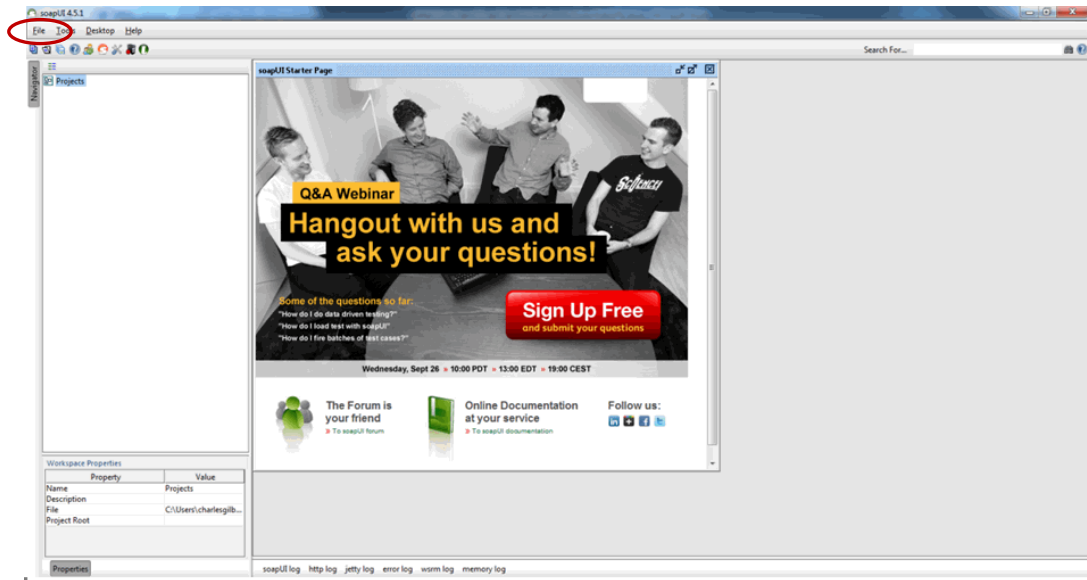 soapUI 4.5.1
File Tools Desktop Help
Search For...
Navigator
Projects
soapUI Starter Page
SCIENCE!
Q&A Webinar
Hangout with us and
ask your questions!
Some of the questions so far:
"How do I do data driven testing?"
"How do I load test with soapUI"
"How do I fire batches of test cases?"
Sign Up Free
and submit your questions
Wednesday, Sept 26 » 10:00 PDT » 13:00 EDT » 19:00 CEST
The Forum is
your friend
» To soapUI forum
Online Documentation
at your service
» To soapUI documentation
Follow us:
Workspace Properties
Property Value
Name Projects
Description
File C:\Users\charlesgilb...
Project Root
Properties
soapUI log http log jetty log error log wsrm log memory log